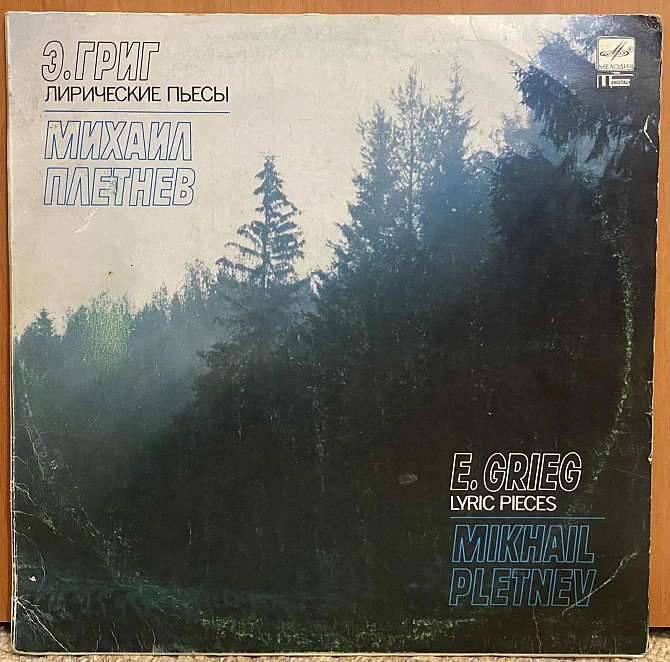 Э.ГРИГ
ЛИРИЧЕСКИЕ ПЬЕСЫ
МИХАИЛ
ПЛЕТНЕВ
МЕЛОДИЯ
DIGITAL
E. GRIEG
LYRIC PIECES
MIKHAIL
PLETNEV